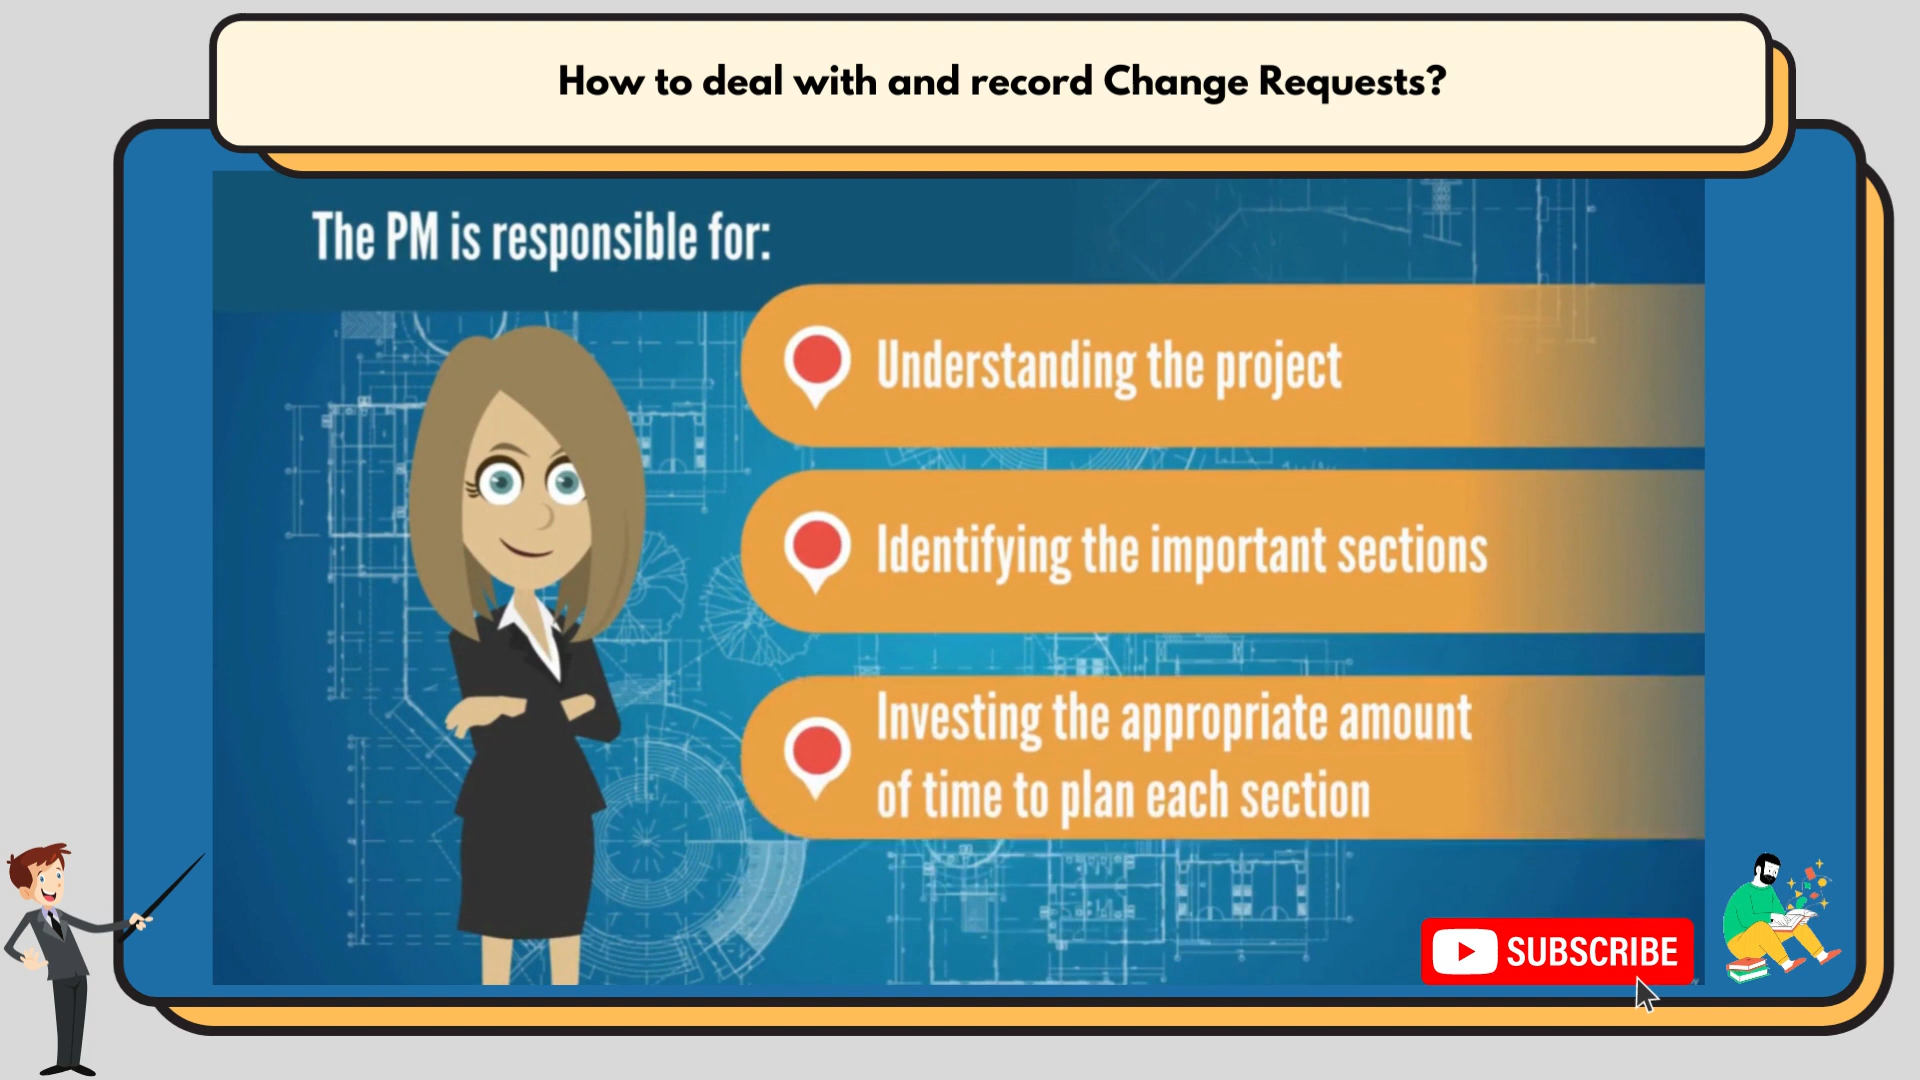 How to deal with and record Change Requests?
The PM is responsible for:
Understanding the project
Identifying the important sections
Investing the appropriate amount
of time to plan each section
SUBSCRIBE